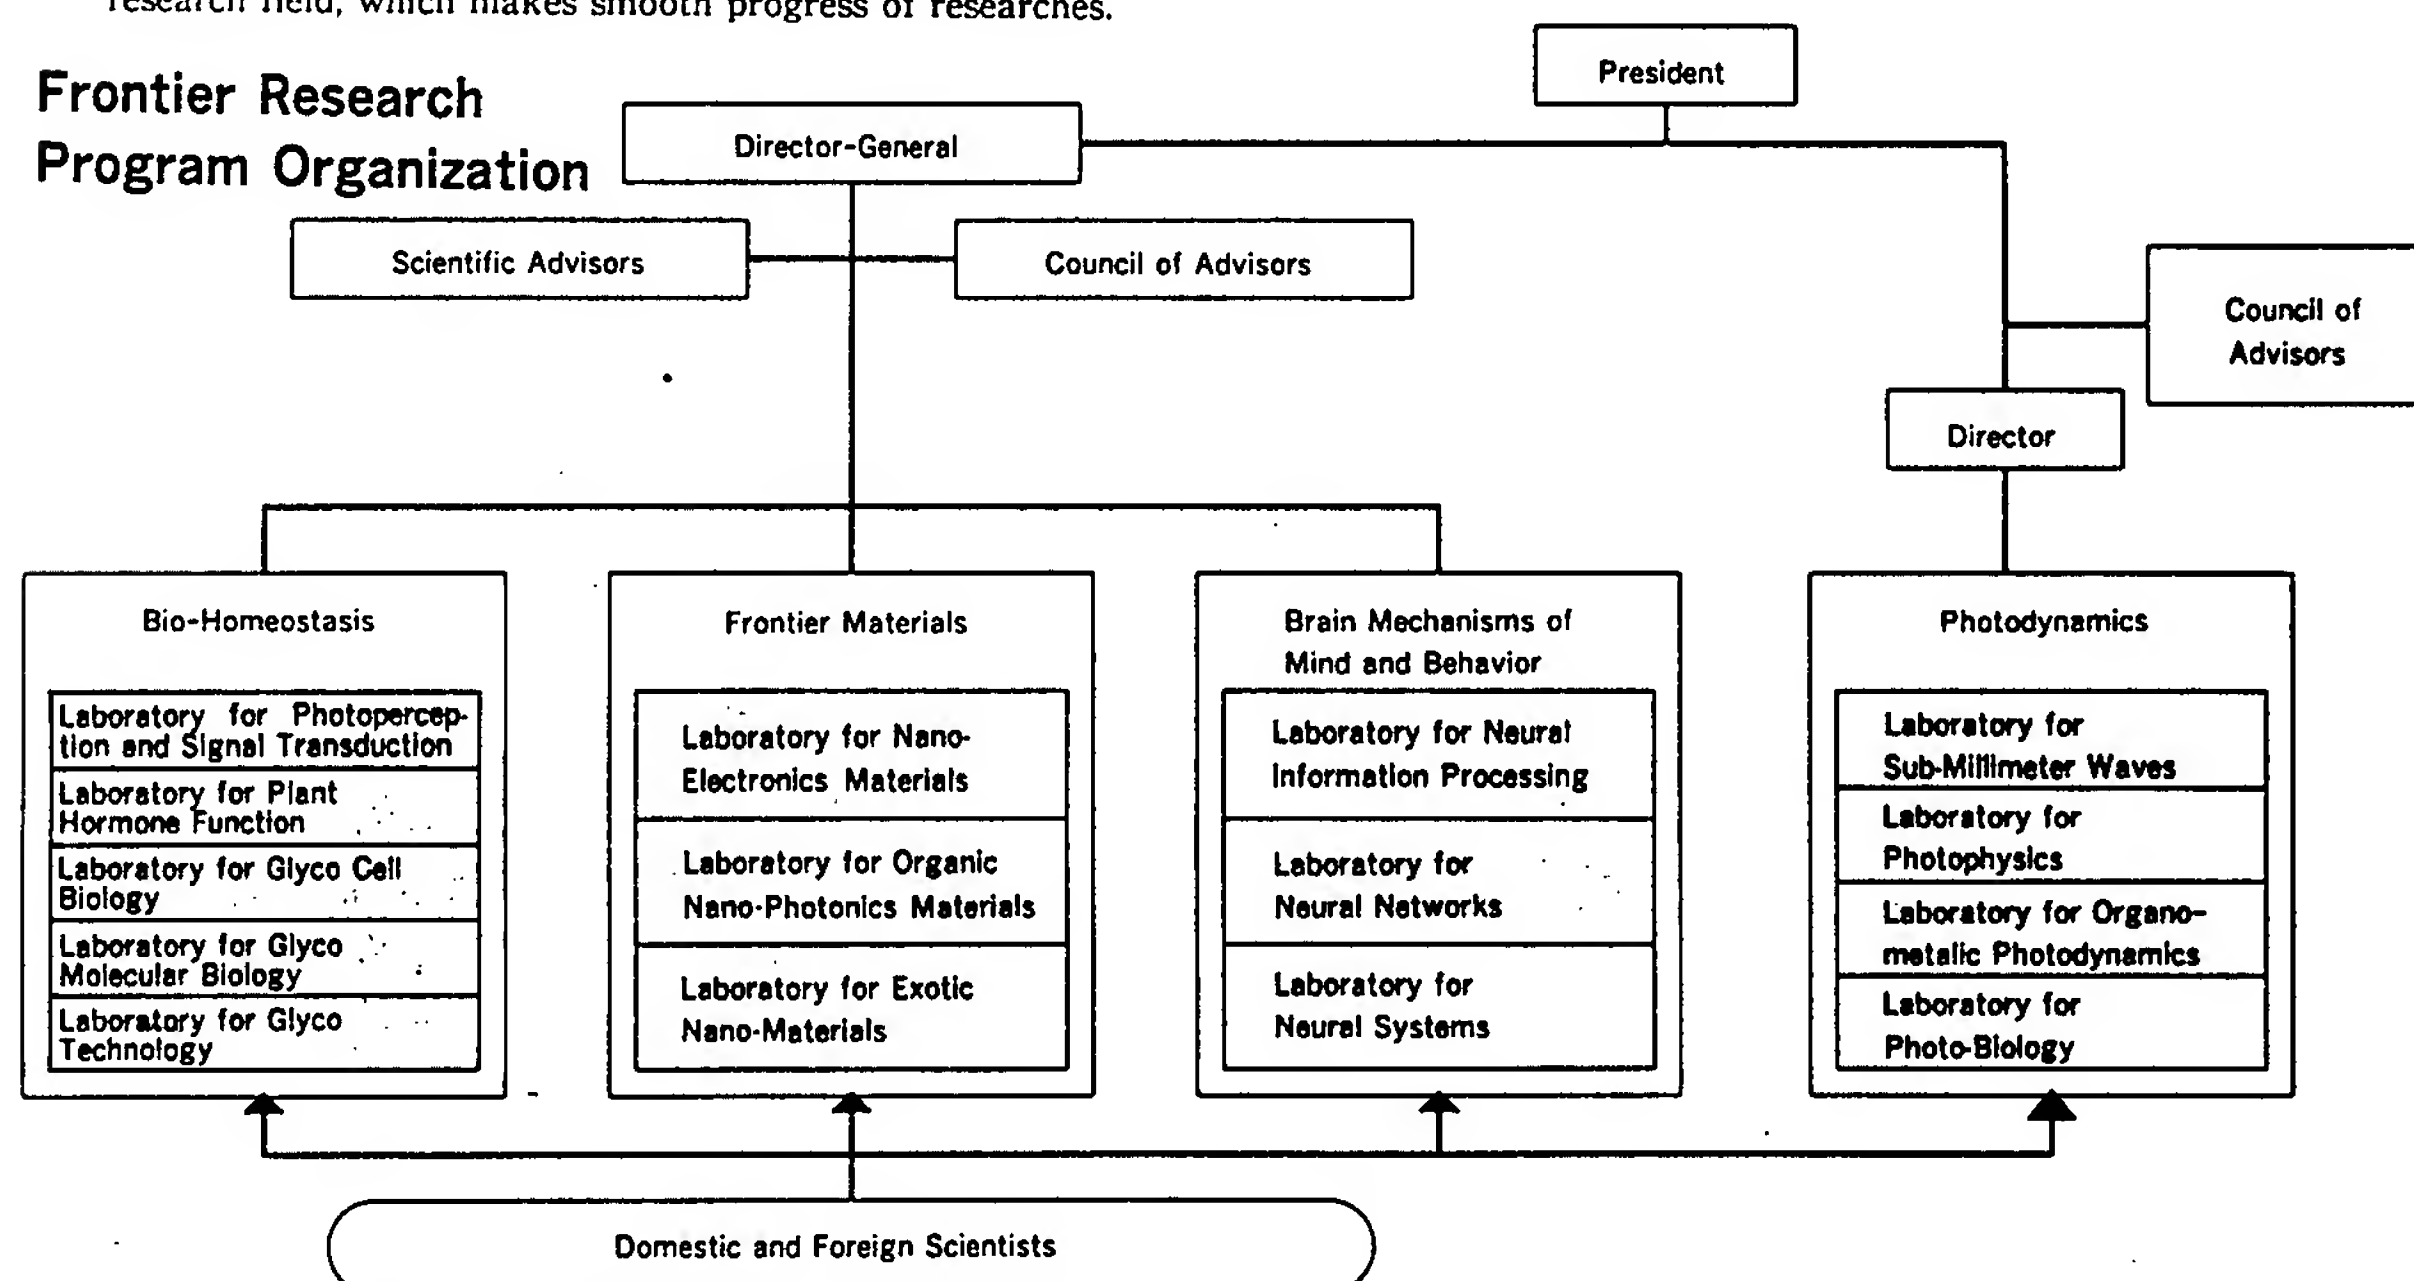 research field, which makes smooth progress of researches.
Frontier Research
Program Organization
President
Director-General
Scientific Advisors
Council of Advisors
Council of
Advisors
Director
Bio-Homeostasis
Laboratory for Photopercep-
tion and Signal Transduction
Laboratory for Plant
Hormone Function
Laboratory for Glyco Cell
Biology
Laboratory for Glyco
Molecular Biology
Laboratory for Glyco
Technology
Frontier Materials
Laboratory for Nano-
Electronics Materials
Laboratory for Organic
Nano-Photonics Materials
Laboratory for Exotic
Nano-Materials
Brain Mechanisms of
Mind and Behavior
Laboratory for Neural
Information Processing
Laboratory for
Neural Networks
Laboratory for
Neural Systems
Photodynamics
Laboratory for
Sub-Millimeter Waves
Laboratory for
Photophysics
Laboratory for Organo-
metalic Photodynamics
Laboratory for
Photo-Biology
Domestic and Foreign Scientists